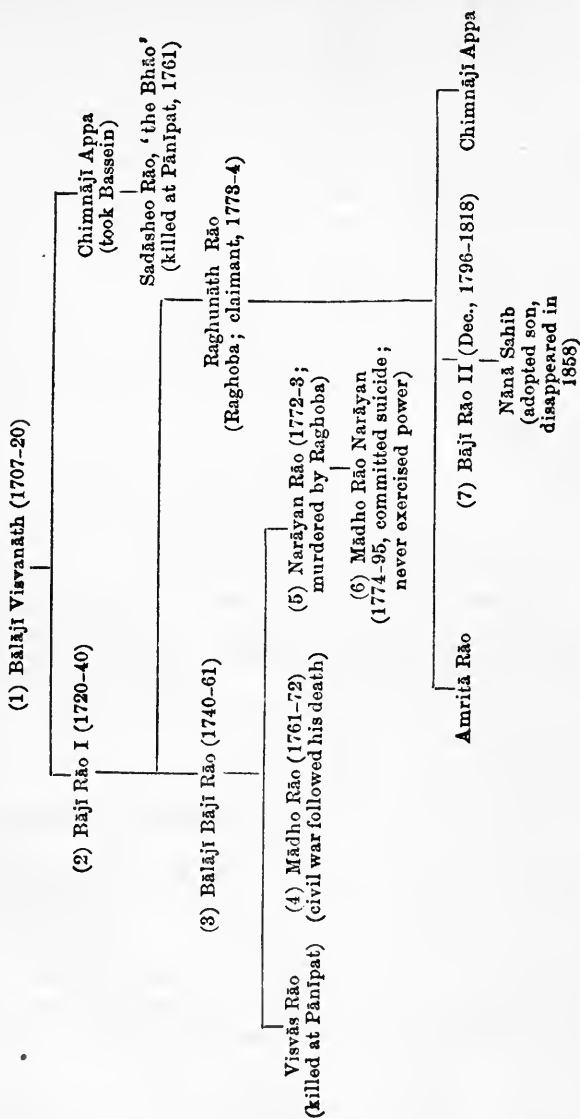 (1) Bālājī Visvanāth (1707–20)
(2) Bājī Rāo I (1720–40)
Chimnājī Appa
(took Bassein)
Sadāsheo Rāo, ‘the Bhāo’
(killed at Pānīpat, 1761)
(3) Bālājī Bājī Rāo (1740–61)
Raghunāth Rāo
(Raghoba; claimant, 1773–4)
Visvās Rāo
(killed at Pānīpat)
(4) Mādho Rāo (1761–72)
(civil war followed his death)
(5) Narāyan Rāo (1772–3;
murdered by Raghoba)
(6) Mādho Rāo Narāyan
(1774–95, committed suicide;
never exercised power)
Amritā Rāo
(7) Bājī Rāo II (Dec., 1796–1818)
Chimnājī Appa
Nānā Sahib
(adopted son,
disappeared in
1858)